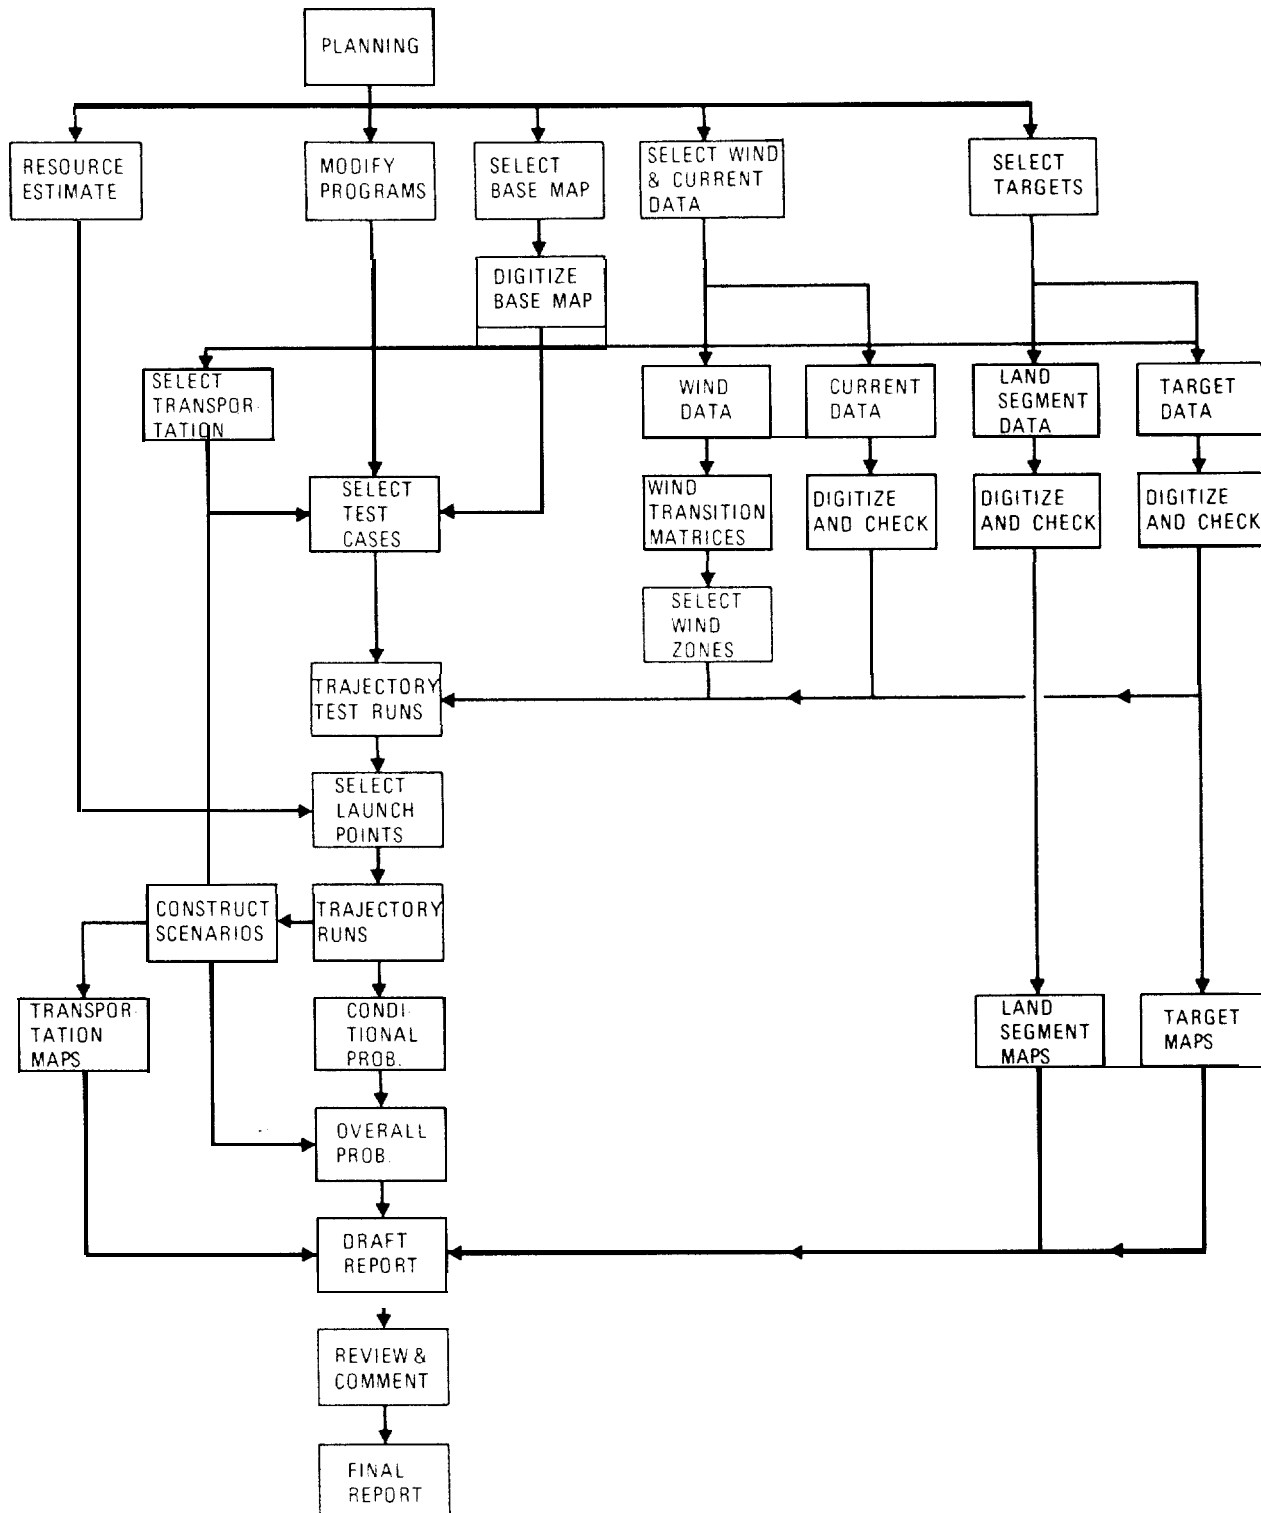 PLANNING
RESOURCE
ESTIMATE
MODIFY
PROGRAMS
SELECT
BASE MAP
SELECT WIND
& CURRENT
DATA
SELECT
TARGETS
DIGITIZE
BASE MAP
SELECT
TRANSPOR-
TATION
WIND
DATA
CURRENT
DATA
LAND
SEGMENT
DATA
TARGET
DATA
SELECT
TEST
CASES
WIND
TRANSITION
MATRICES
DIGITIZE
AND CHECK
DIGITIZE
AND CHECK
DIGITIZE
AND CHECK
SELECT
WIND
ZONES
TRAJECTORY
TEST RUNS
SELECT
LAUNCH
POINTS
CONSTRUCT
SCENARIOS
TRAJECTORY
RUNS
TRANSPOR-
TATION
MAPS
CONDI-
TIONAL
PROB.
LAND
SEGMENT
MAPS
TARGET
MAPS
OVERALL
PROB.
DRAFT
REPORT
REVIEW &
COMMENT
FINAL
REPORT